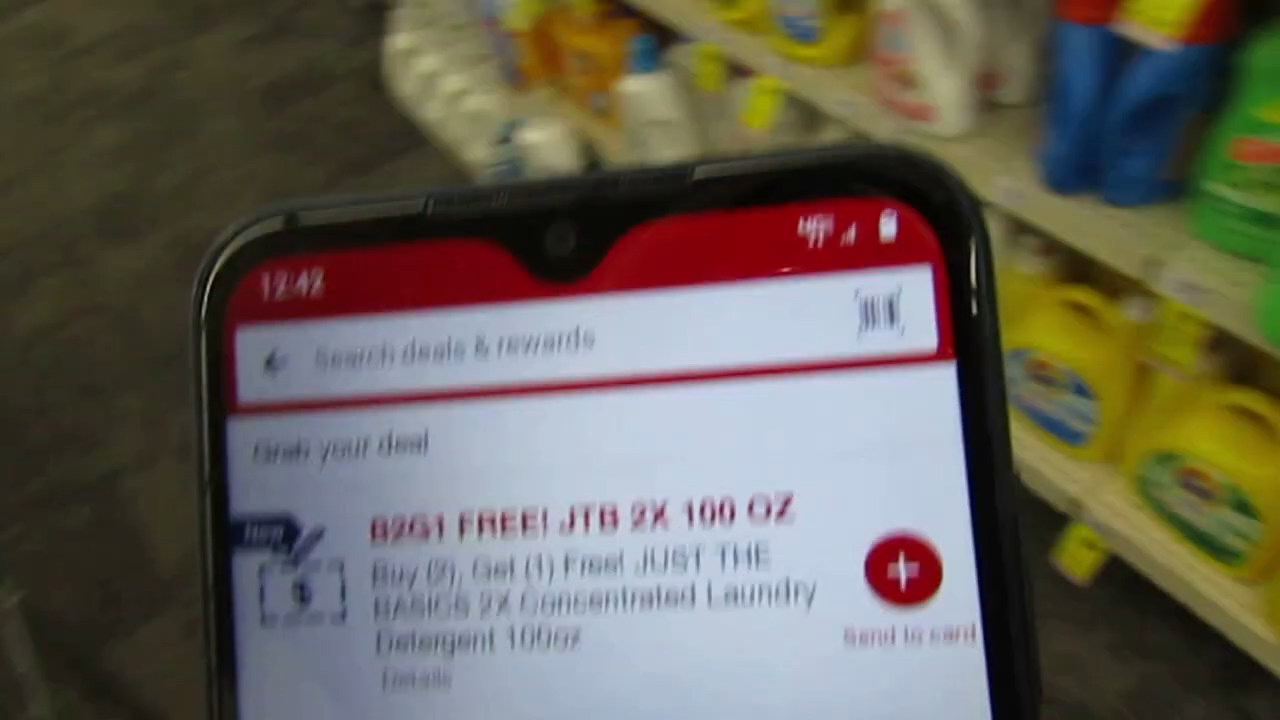 12:42
Search deals & rewards
Grab your deal
New
B2G1 FREE! JTB 2X 100 OZ
Buy (2), Get (1) Free! JUST THE
BASICS 2X Concentrated Laundry
Detergent 100oz
Details
$
+
Send to card